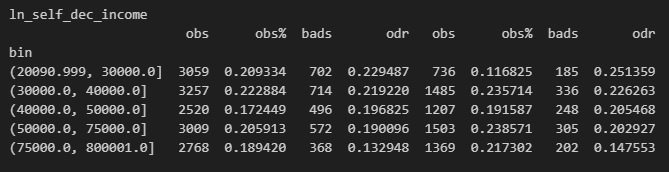 ln_self_dec_income
obs obs% bads odr obs obs% bads odr
bin
(20090.999, 30000.0] 3059 0.209334 702 0.229487 736 0.116825 185 0.251359
(30000.0, 40000.0] 3257 0.222884 714 0.219220 1485 0.235714 336 0.226263
(40000.0, 50000.0] 2520 0.172449 496 0.196825 1207 0.191587 248 0.205468
(50000.0, 75000.0] 3009 0.205913 572 0.190096 1503 0.238571 305 0.202927
(75000.0, 800001.0] 2768 0.189420 368 0.132948 1369 0.217302 202 0.147553